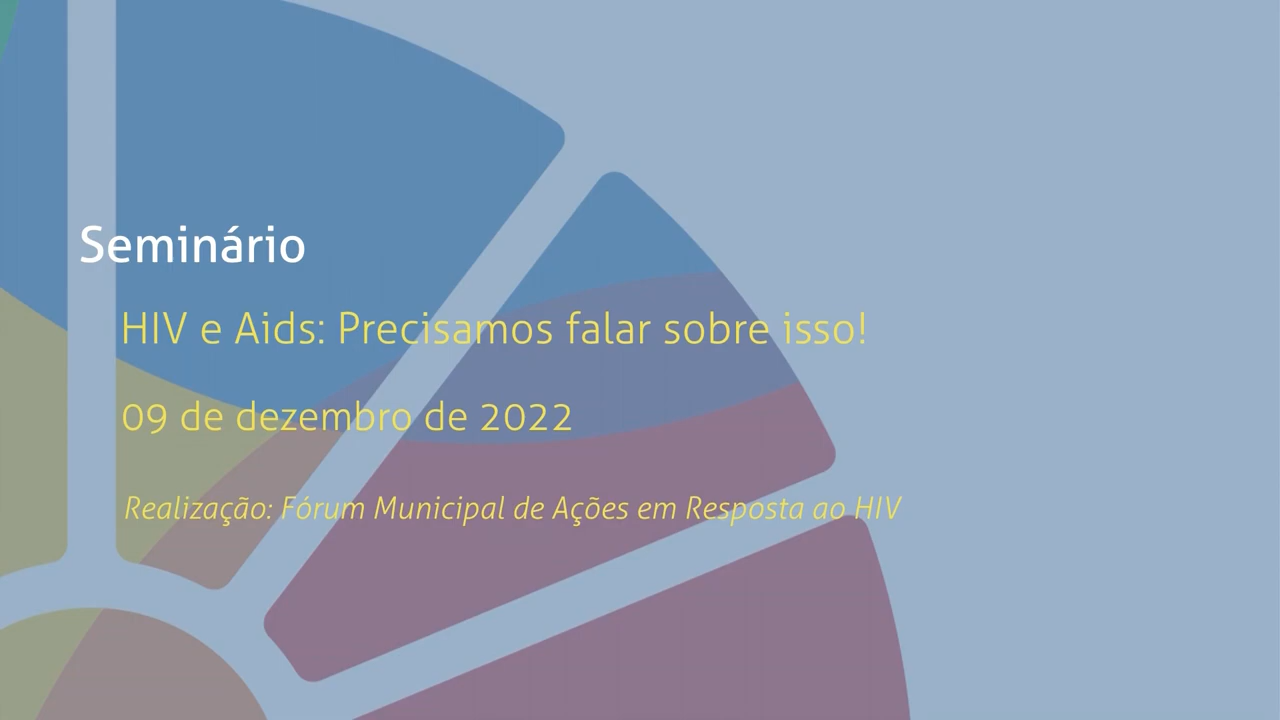 Seminário
HIV e Aids: Precisamos falar sobre isso!
09 de dezembro de 2022
Realização: Fórum Municipal de Ações em Resposta ao HIV